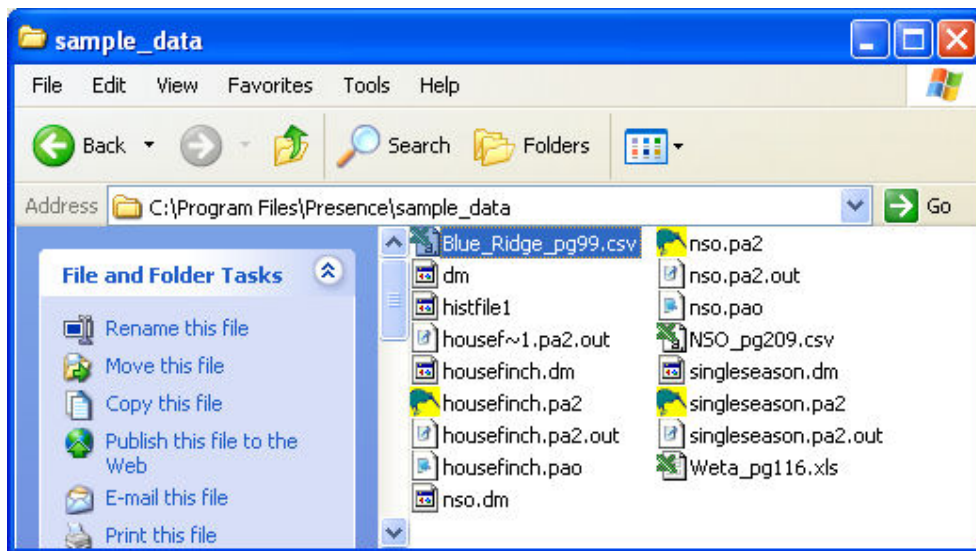 sample_data
File Edit View Favorites Tools Help
Back Search Folders
Address C:\Program Files\Presence\sample_data Go
File and Folder Tasks
Rename this file
Move this file
Copy this file
Publish this file to the
Web
E-mail this file
Print this file
Blue_Ridge_pg99.csv
dm
histfile1
housef~1.pa2.out
housefinch.dm
housefinch.pa2
housefinch.pa2.out
housefinch.pao
nso.dm
nso.pa2
nso.pa2.out
nso.pao
NSO_pg209.csv
singleseason.dm
singleseason.pa2
singleseason.pa2.out
Weta_pg116.xls